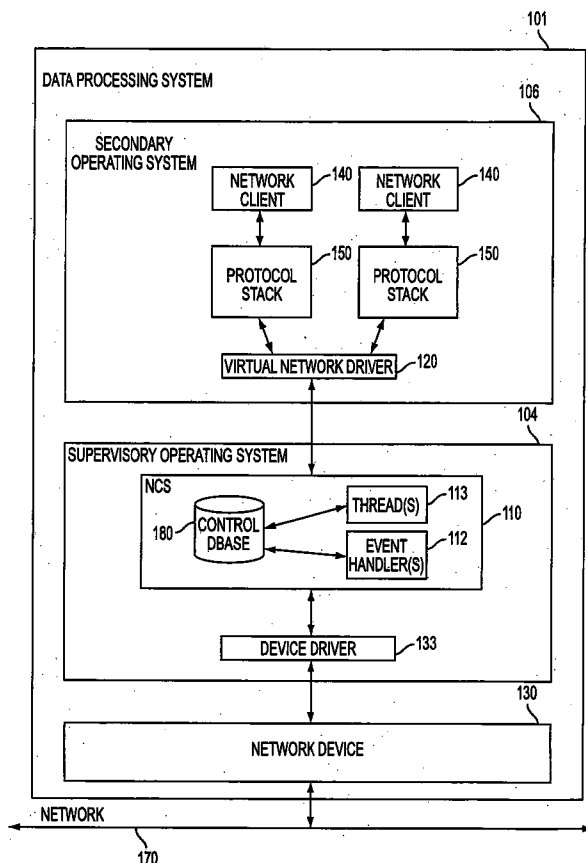 101
DATA PROCESSING SYSTEM
106
SECONDARY
OPERATING SYSTEM
NETWORK
CLIENT
140
NETWORK
CLIENT
140
PROTOCOL
STACK
150
PROTOCOL
STACK
150
VIRTUAL NETWORK DRIVER
120
104
SUPERVISORY OPERATING SYSTEM
NCS
180
CONTROL
DBASE
THREAD(S)
113
EVENT
HANDLER(S)
112
110
DEVICE DRIVER
133
130
NETWORK DEVICE
NETWORK
170